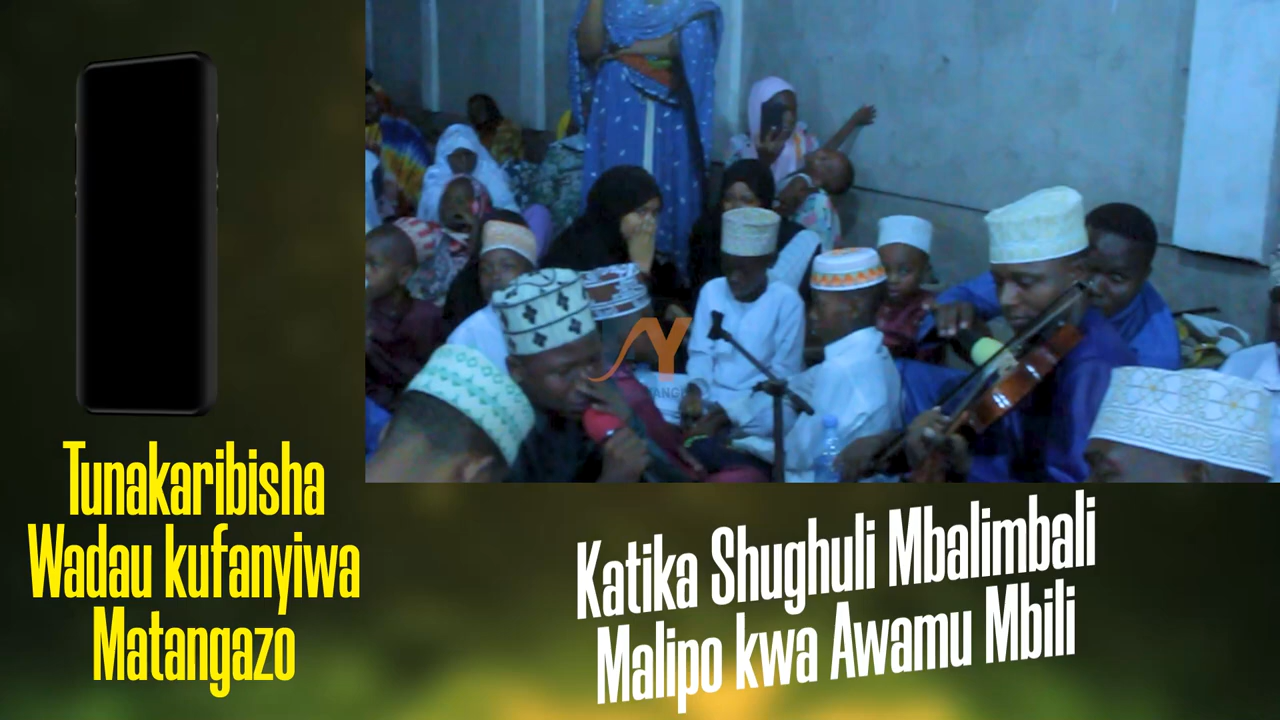 Tunakaribisha
Wadau kufanyiwa
Matangazo
Katika Shughuli Mbalimbali
Malipo kwa Awamu Mbili